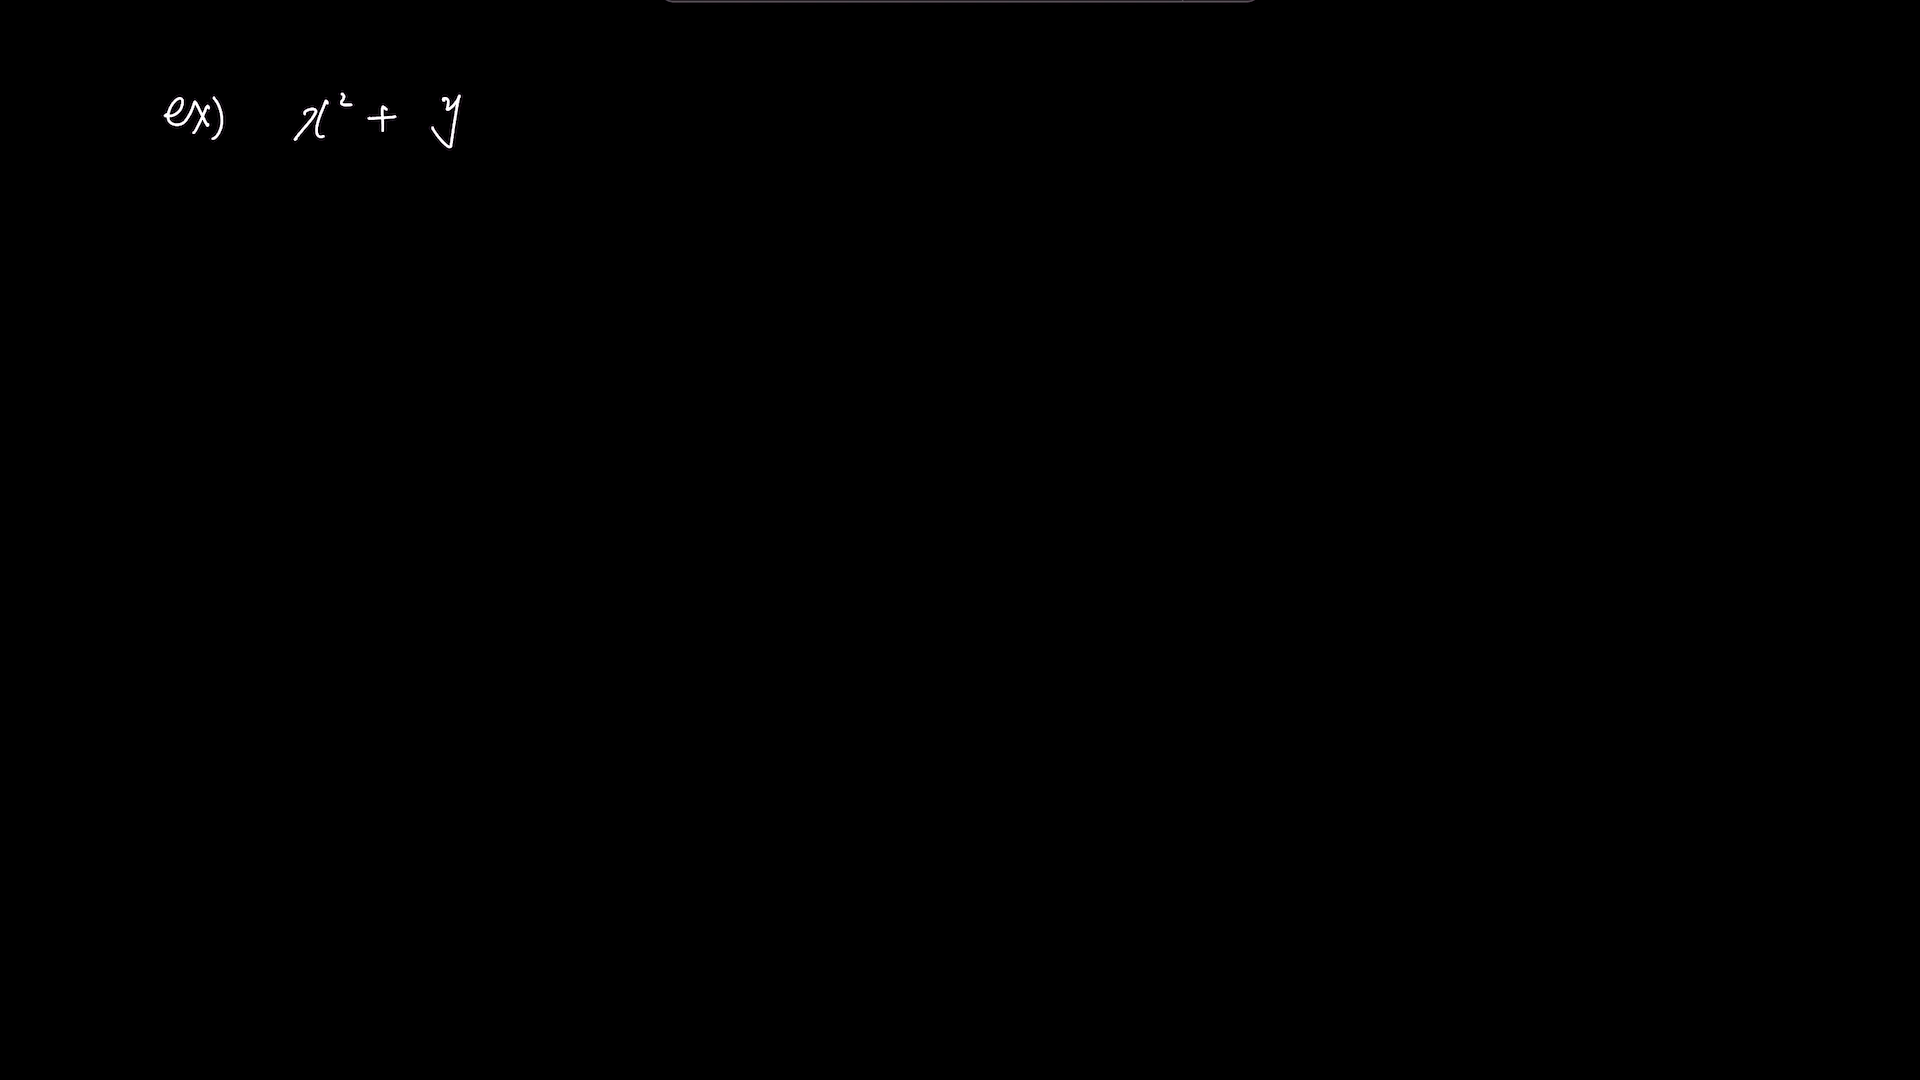 ex) x² + y